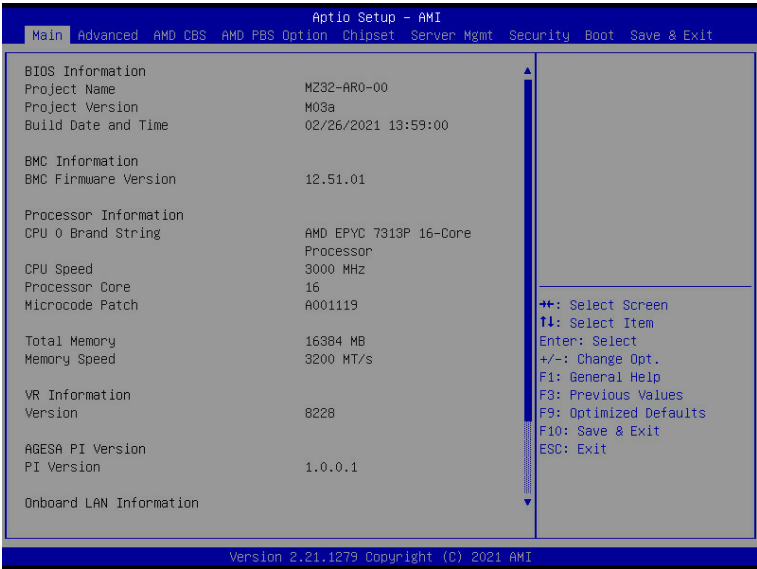 Aptio Setup - AMI
Main Advanced AMD CBS AMD PBS Option Chipset Server Mgmt Security Boot Save & Exit
BIOS Information
Project Name MZ32-AR0-00
Project Version M03a
Build Date and Time 02/26/2021 13:59:00
BMC Information
BMC Firmware Version 12.51.01
Processor Information
CPU 0 Brand String AMD EPYC 7313P 16-Core
Processor
CPU Speed 3000 MHz
Processor Core 16
Microcode Patch A001119
Total Memory 16384 MB
Memory Speed 3200 MT/s
VR Information
Version 8228
AGESA PI Version
PI Version 1.0.0.1
Onboard LAN Information
→←: Select Screen
↑↓: Select Item
Enter: Select
+/-: Change Opt.
F1: General Help
F3: Previous Values
F9: Optimized Defaults
F10: Save & Exit
ESC: Exit
Version 2.21.1279 Copyright (C) 2021 AMI